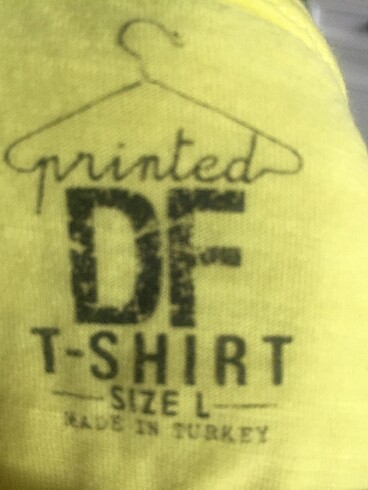 printed
DF
T-SHIRT
SIZE L
MADE IN TURKEY